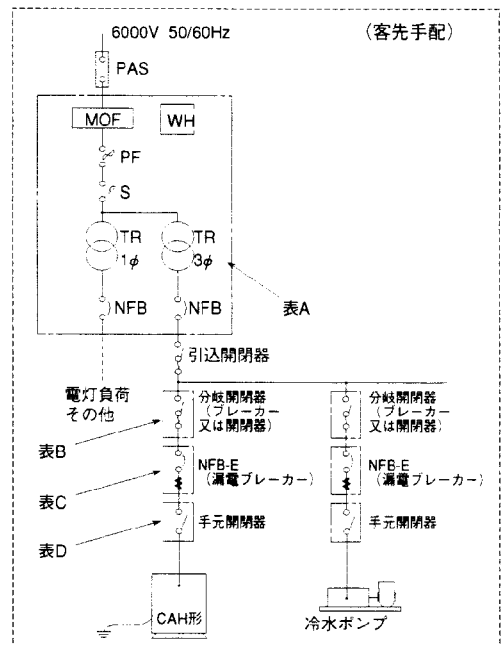 6000V 50/60Hz
(客先手配)
PAS
MOF
WH
PF
S
TR
1φ
TR
3φ
NFB
NFB
表A
引込開閉器
電灯負荷
その他
分岐開閉器
(ブレーカー
又は開閉器)
分岐開閉器
(ブレーカー
又は開閉器)
表B
NFB-E
(漏電ブレーカー)
NFB-E
(漏電ブレーカー)
表C
手元開閉器
手元開閉器
表D
CAH形
冷水ポンプ